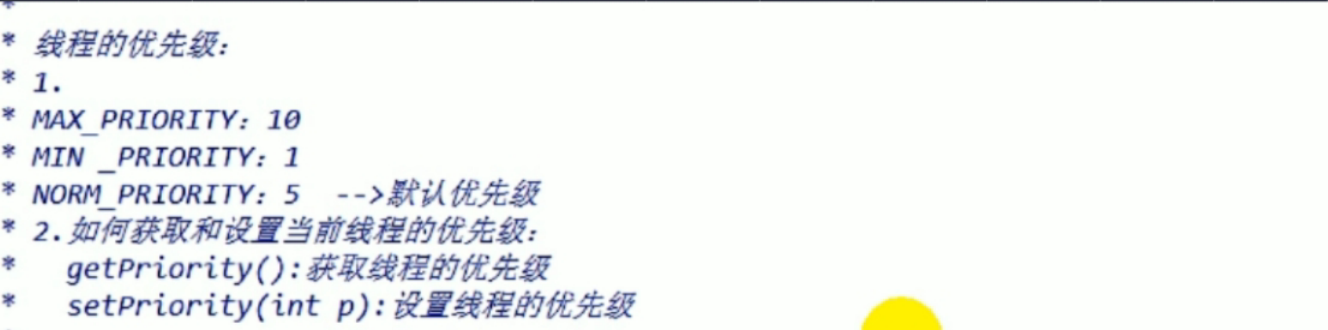 *
* 线程的优先级:
* 1.
* MAX_PRIORITY: 10
* MIN _PRIORITY: 1
* NORM_PRIORITY: 5 -->默认优先级
* 2.如何获取和设置当前线程的优先级:
* getPriority():获取线程的优先级
* setPriority(int p):设置线程的优先级